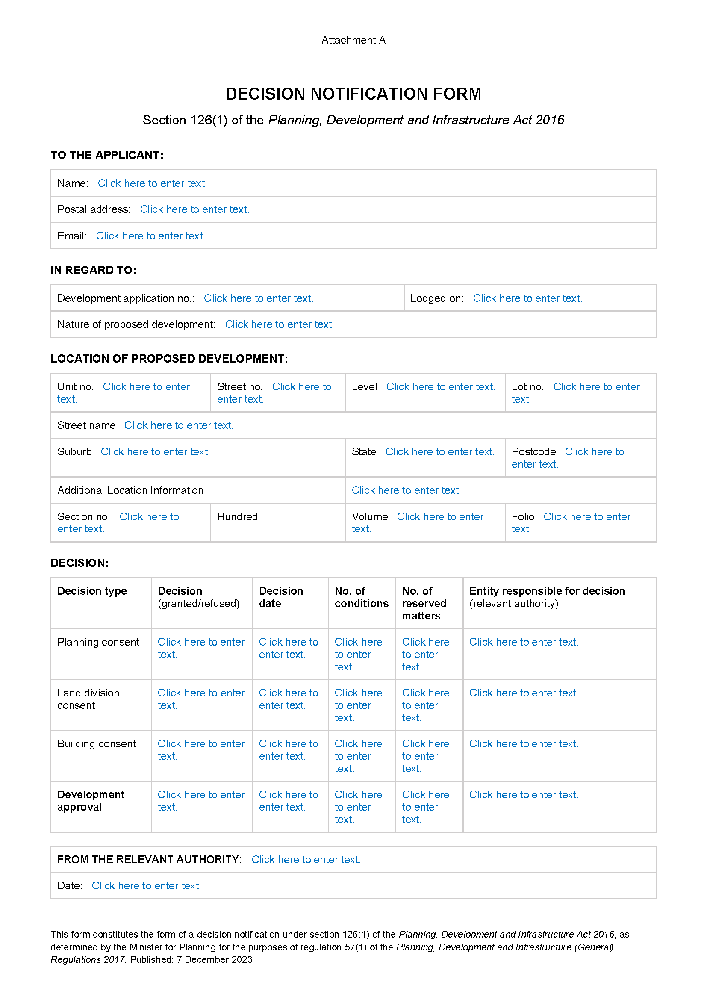 Attachment A
DECISION NOTIFICATION FORM
Section 126(1) of the Planning, Development and Infrastructure Act 2016
TO THE APPLICANT:
Name: Click here to enter text.
Postal address: Click here to enter text.
Email: Click here to enter text.
IN REGARD TO:
Development application no.: Click here to enter text. Lodged on: Click here to enter text.
Nature of proposed development: Click here to enter text.
LOCATION OF PROPOSED DEVELOPMENT:
Unit no. Click here to enter
text.
Street no. Click here to
enter text.
Level Click here to enter text.
Lot no. Click here to enter
text.
Street name Click here to enter text.
Suburb Click here to enter text.
State Click here to enter text.
Postcode Click here to
enter text.
Additional Location Information
Click here to enter text.
Section no. Click here to
enter text.
Hundred
Volume Click here to enter
text.
Folio Click here to enter
text.
DECISION:
Decision type
Decision
(granted/refused)
Decision
date
No. of
conditions
No. of
reserved
matters
Entity responsible for decision
(relevant authority)
Planning consent
Click here to enter
text.
Click here to
enter text.
Click here
to enter
text.
Click here
to enter
text.
Click here to enter text.
Land division
consent
Click here to enter
text.
Click here to
enter text.
Click here
to enter
text.
Click here
to enter
text.
Click here to enter text.
Building consent
Click here to enter
text.
Click here to
enter text.
Click here
to enter
text.
Click here
to enter
text.
Click here to enter text.
Development
approval
Click here to enter
text.
Click here to
enter text.
Click here
to enter
text.
Click here
to enter
text.
Click here to enter text.
FROM THE RELEVANT AUTHORITY: Click here to enter text.
Date: Click here to enter text.
This form constitutes the form of a decision notification under section 126(1) of the Planning, Development and Infrastructure Act 2016, as
determined by the Minister for Planning for the purposes of regulation 57(1) of the Planning, Development and Infrastructure (General)
Regulations 2017. Published: 7 December 2023